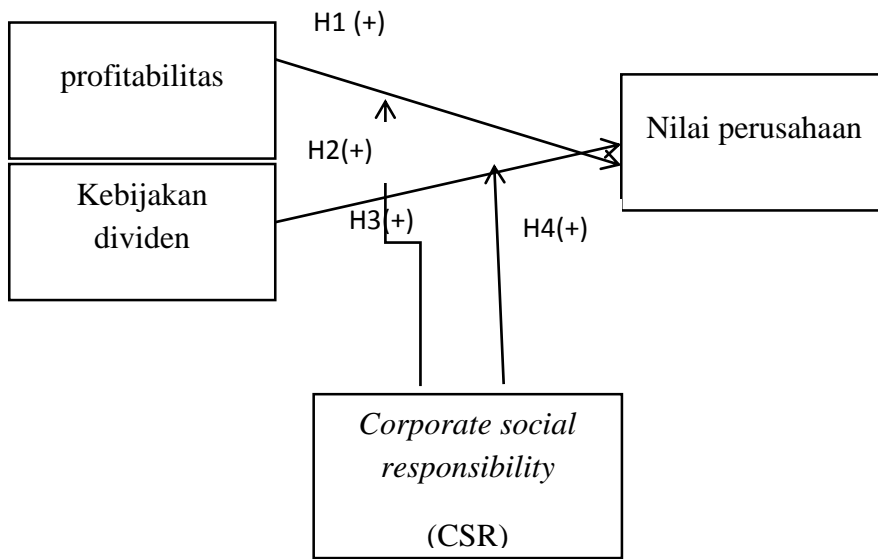 H1 (+)
profitabilitas
Nilai perusahaan
H2(+)
Kebijakan
dividen
H3(+)
H4(+)
Corporate social
responsibility
(CSR)